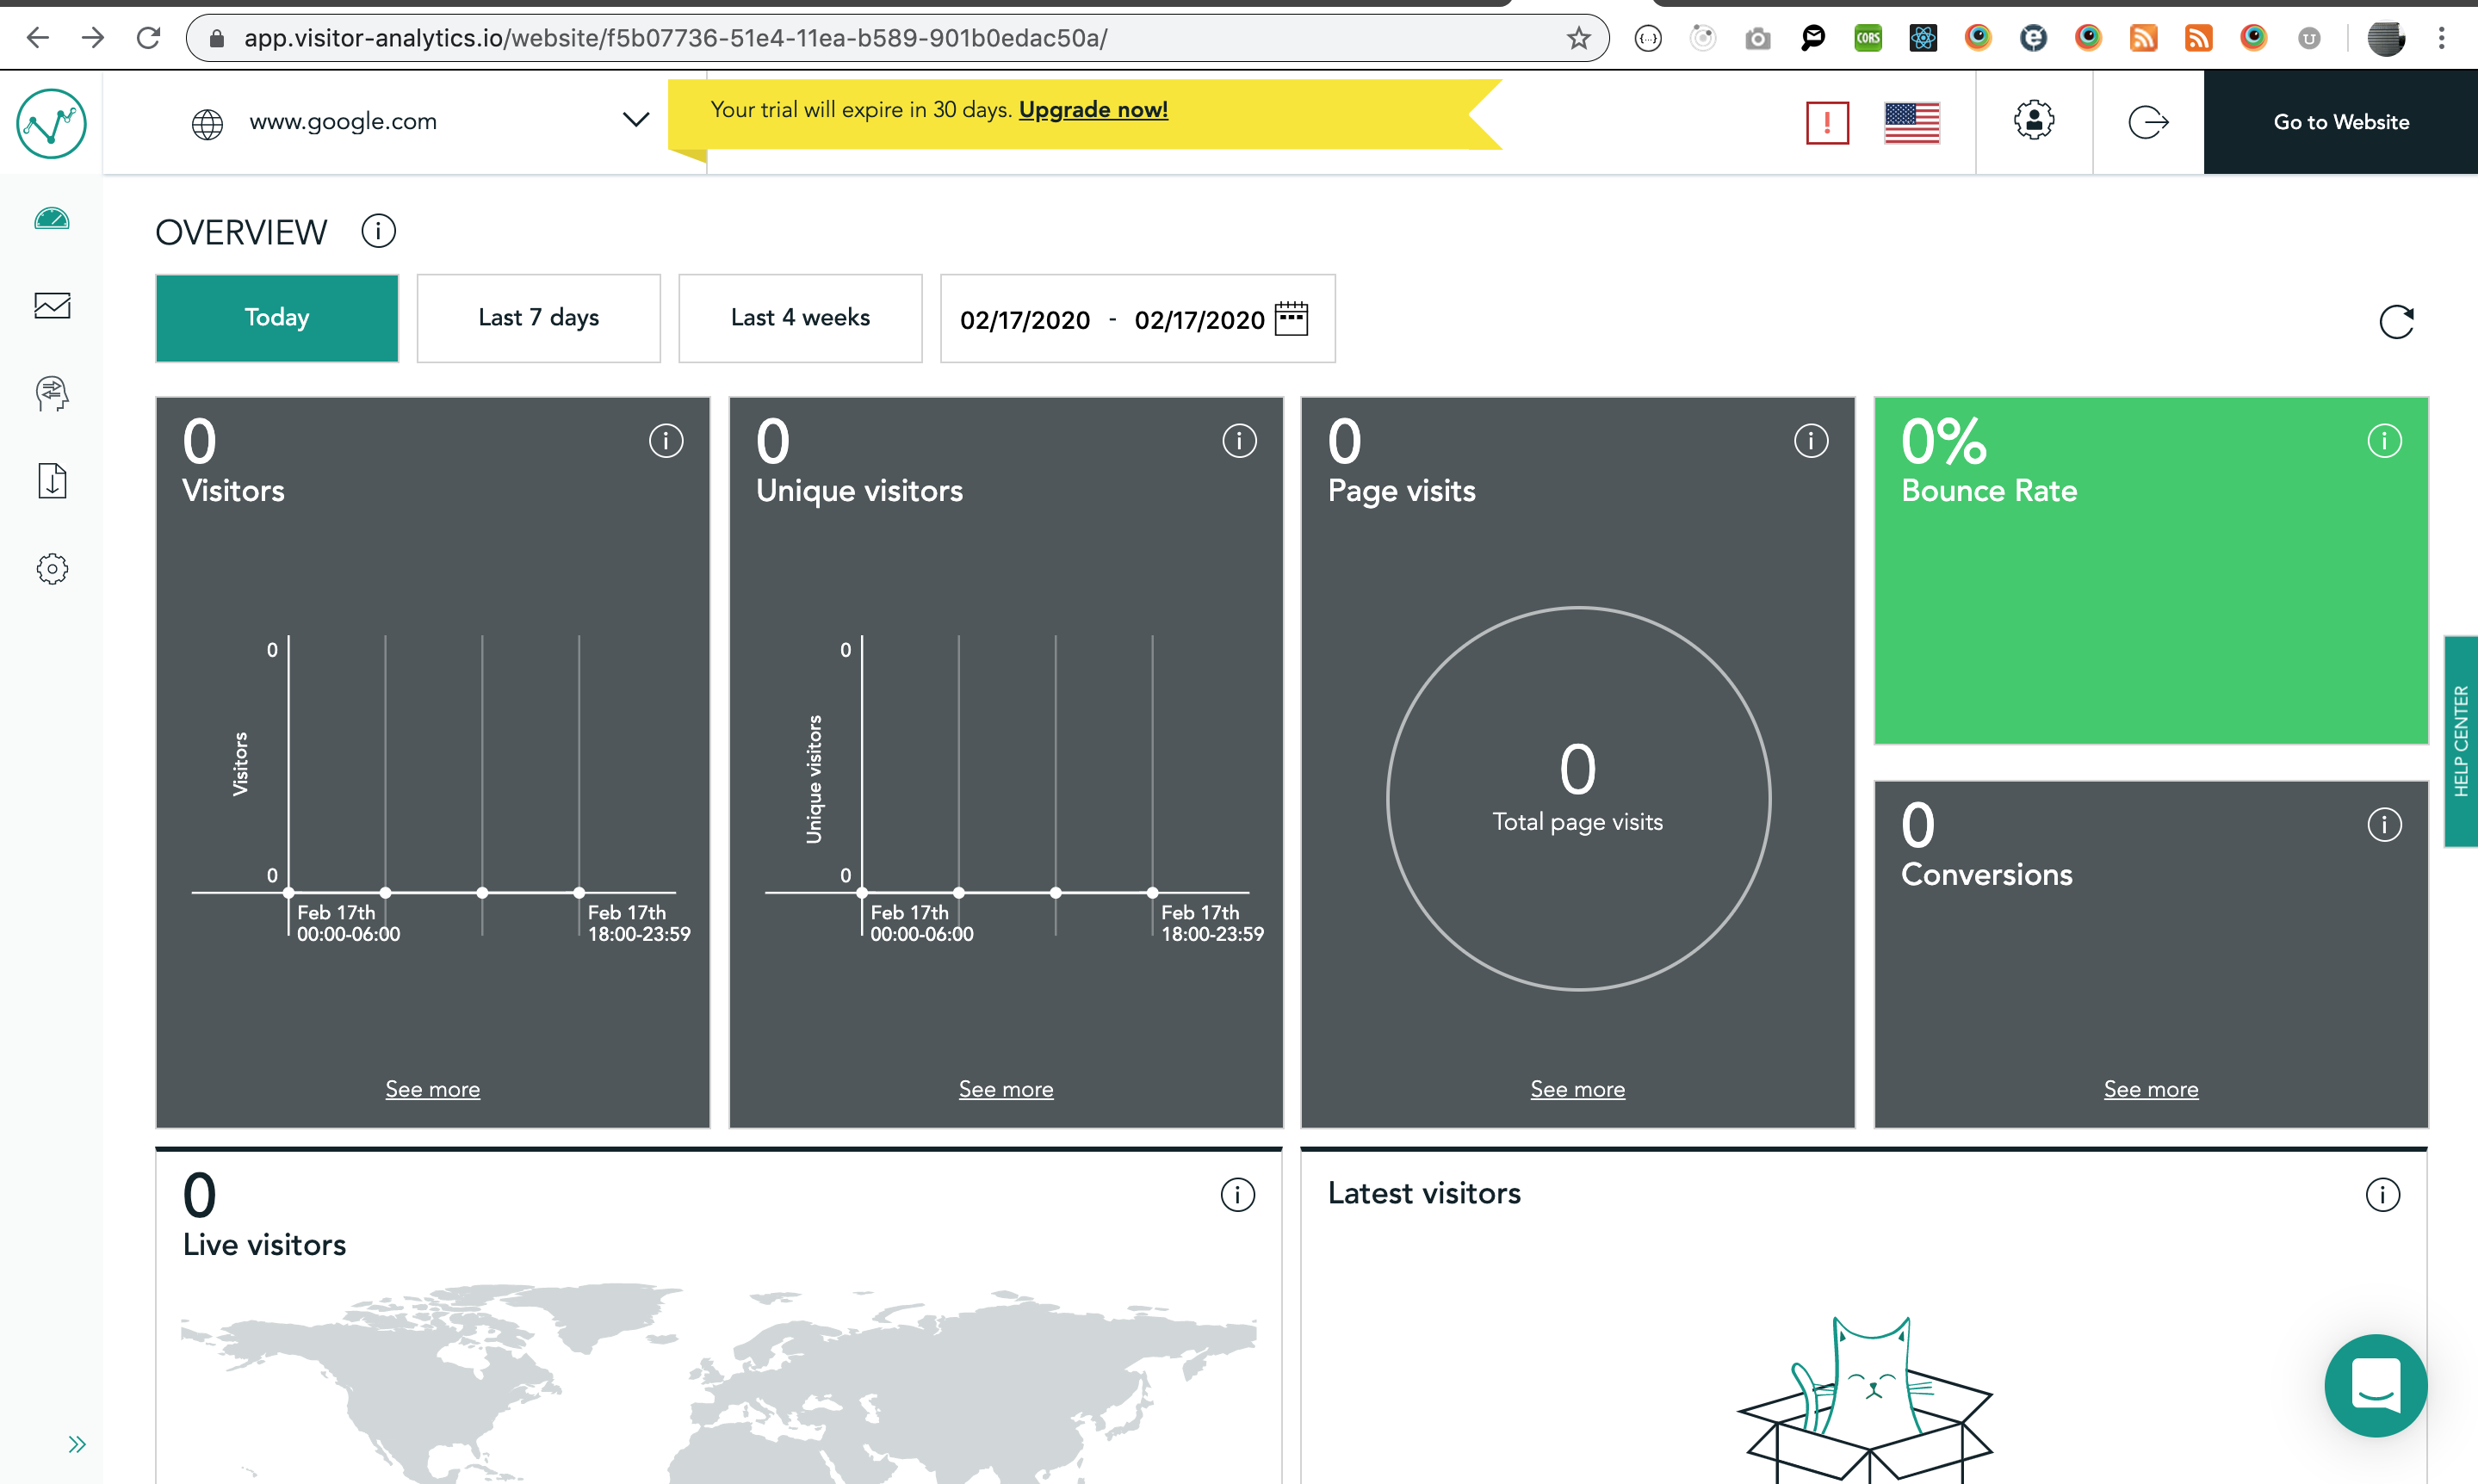 app.visitor-analytics.io/website/f5b07736-51e4-11ea-b589-901b0edac50a/
CORS
www.google.com
Your trial will expire in 30 days. Upgrade now!
!
Go to Website
OVERVIEW
Today
Last 7 days
Last 4 weeks
02/17/2020 - 02/17/2020
0
Visitors
0
Visitors
0
Feb 17th
00:00-06:00
Feb 17th
18:00-23:59
See more
0
Unique visitors
0
Unique visitors
0
Feb 17th
00:00-06:00
Feb 17th
18:00-23:59
See more
0
Page visits
0
Total page visits
See more
0%
Bounce Rate
0
Conversions
See more
HELP CENTER
0
Live visitors
Latest visitors